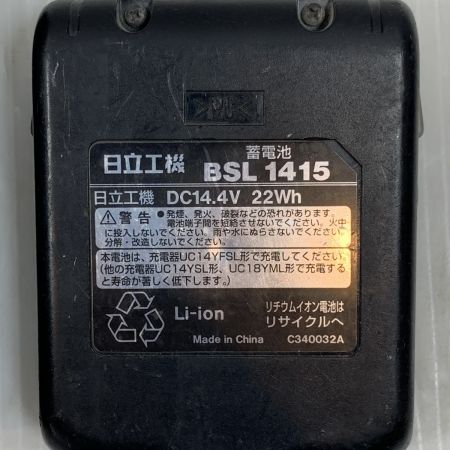 蓄電池
日立工機 BSL 1415
日立工機 DC14.4V 22Wh
⚠警告 ●発煙、発火、破裂などの恐れがあります。
電池端子間を短絡させないでください。火中
に投入しないでください。雨や水にぬらさないでください。
分解・改造しないでください。
本電池は、充電器UC14YFSL形で充電してください。
(他の充電器UC14YSL形、UC18YML形で充電する
と寿命が著しく低下します。)
Li-ion
リチウムイオン電池は
リサイクルへ
Made in China C340032A